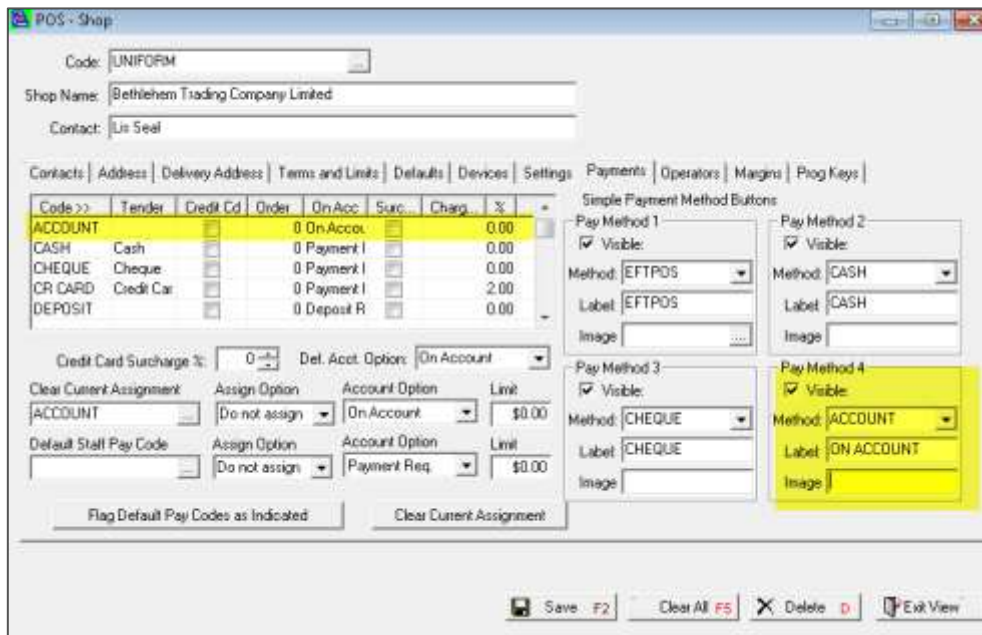 POS - Shop
Code: UNIFORM ...
Shop Name: Bethlehem Trading Company Limited
Contact: Lis Seal
Contacts Address Delivery Address Terms and Limits Defaults Devices Settings Payments Operators Margins Prog Keys
Code >> Tender Credit Cd Order On Acc Surc... Charg... %
ACCOUNT 0 On Accou 0.00
CASH Cash 0 Payment I 0.00
CHEQUE Cheque 0 Payment I 0.00
CR CARD Credit Car 0 Payment I 2.00
DEPOSIT 0 Deposit R 0.00
Credit Card Surcharge %: 0 Def. Acct. Option: On Account
Clear Current Assignment Assign Option Account Option Limit
ACCOUNT ... Do not assign On Account $0.00
Default Staff Pay Code Assign Option Account Option Limit
... Do not assign Payment Req. $0.00
Flag Default Pay Codes as Indicated Clear Current Assignment
Simple Payment Method Buttons
Pay Method 1
Visible:
Method: EFTPOS
Label: EFTPOS
Image ....
Pay Method 2
Visible:
Method: CASH
Label: CASH
Image
Pay Method 3
Visible:
Method: CHEQUE
Label: CHEQUE
Image
Pay Method 4
Visible:
Method: ACCOUNT
Label: ON ACCOUNT
Image
Save F2 Clear All F5 Delete D Exit View